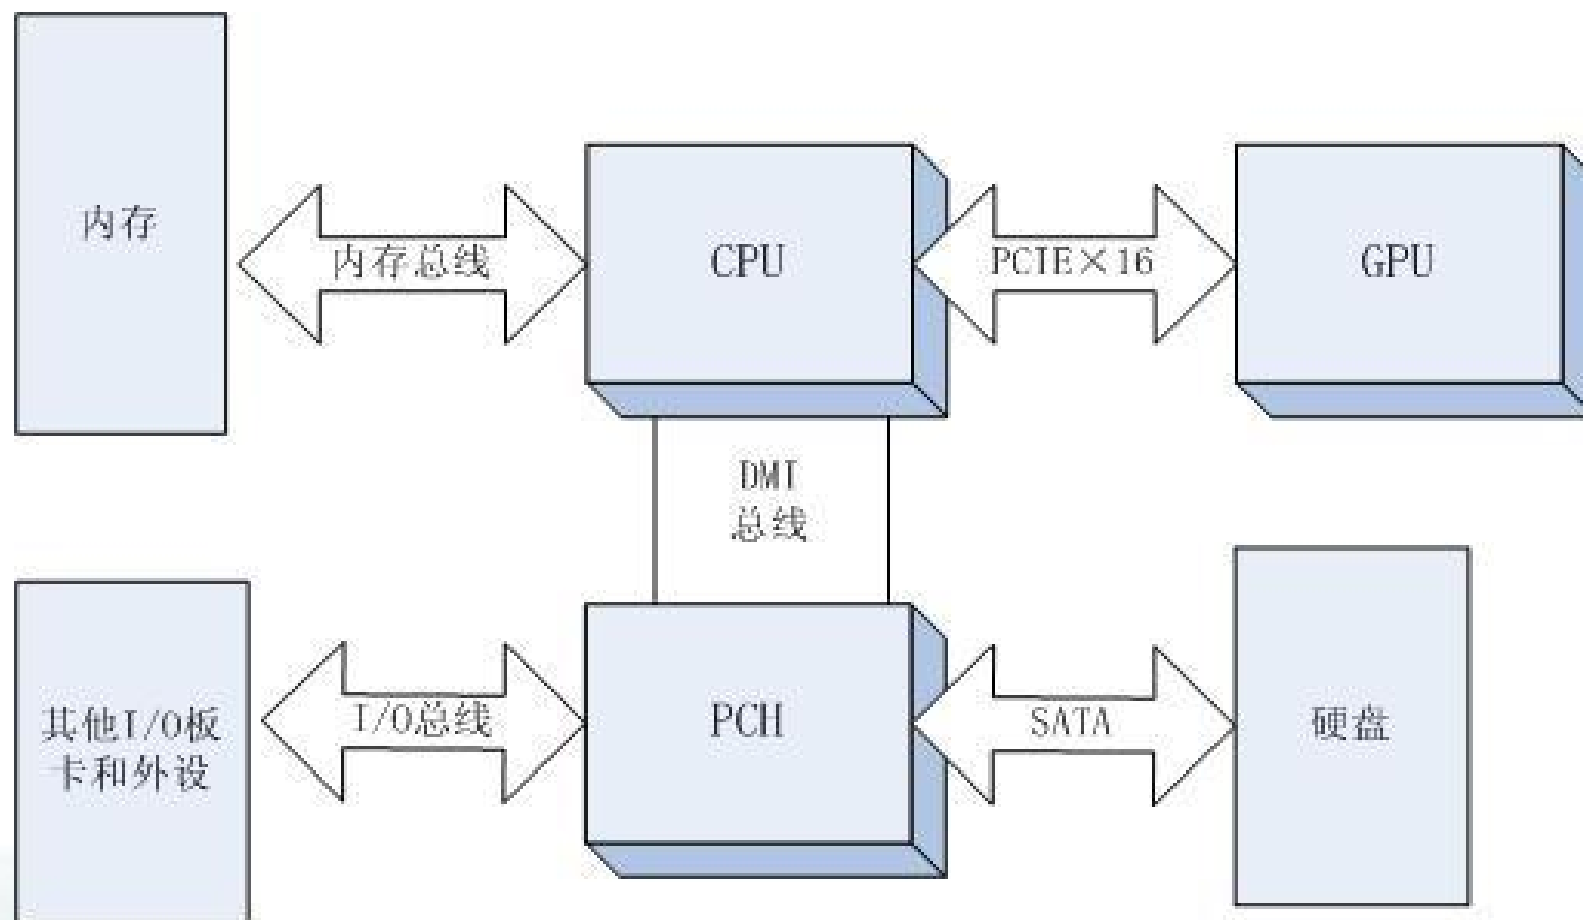 内存
内存总线
CPU
PCIE×16
GPU
DMI
总线
其他I/O板
卡和外设
I/O总线
PCH
SATA
硬盘